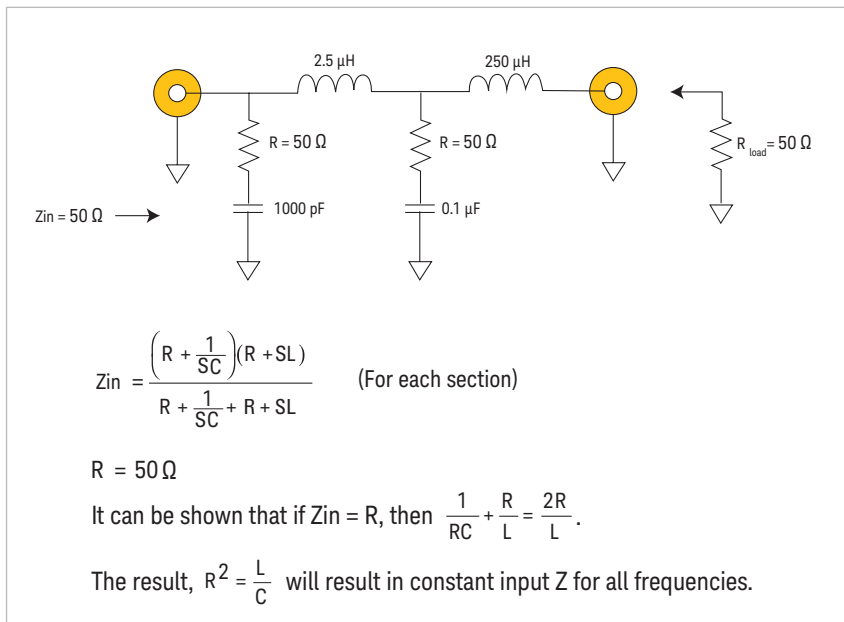 2.5 μH
250 μH
R = 50 Ω
R = 50 Ω
R load = 50 Ω
Zin = 50 Ω
1000 pF
0.1 μF
Zin = (R + 1/SC)(R + SL) / R + 1/SC + R + SL (For each section)
R = 50 Ω
It can be shown that if Zin = R, then 1/RC + R/L = 2R/L.
The result, R² = L/C will result in constant input Z for all frequencies.